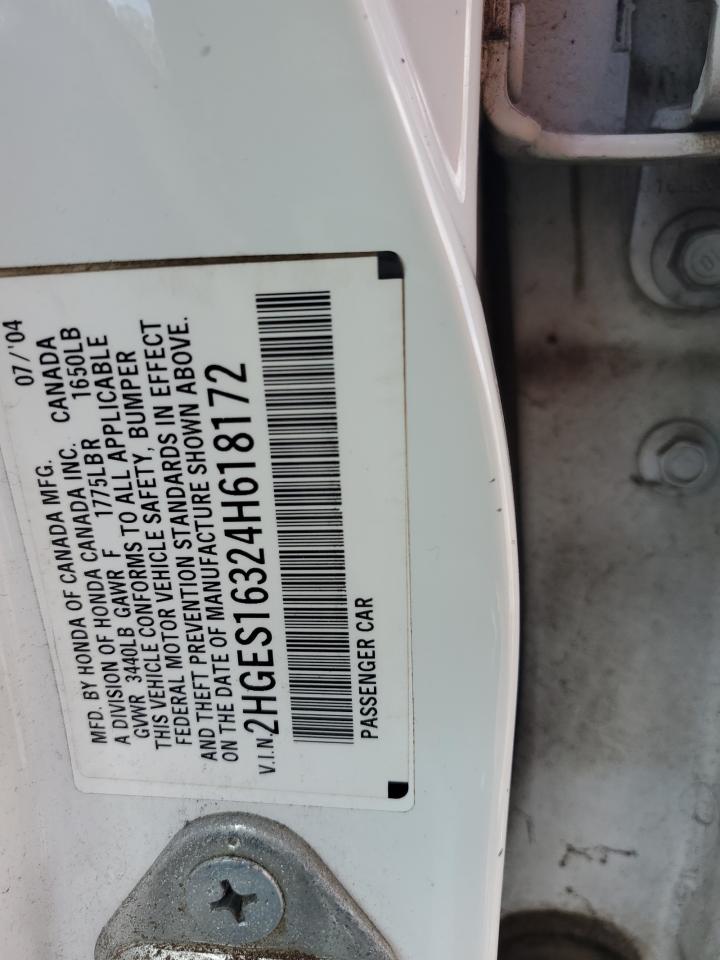 MFD. BY HONDA OF CANADA MFG. 07/'04
A DIVISION OF HONDA CANADA INC. CANADA
GVWR 3440LB GAWR F 1775LBR 1650LB
THIS VEHICLE CONFORMS TO ALL APPLICABLE
FEDERAL MOTOR VEHICLE SAFETY, BUMPER
AND THEFT PREVENTION STANDARDS IN EFFECT
ON THE DATE OF MANUFACTURE SHOWN ABOVE.
V.I.N. 2HGES16324H618172
PASSENGER CAR